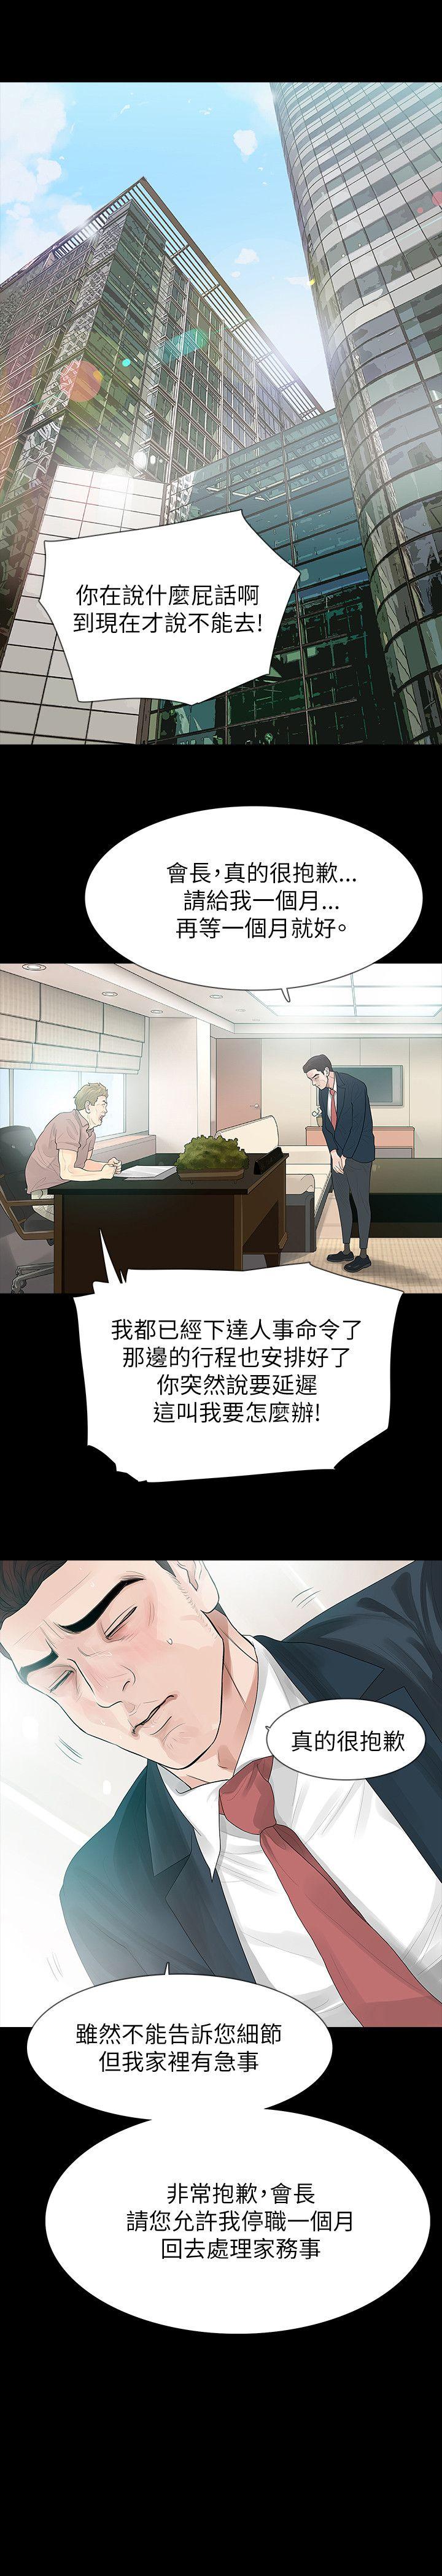 你在說什麼屁話啊
到現在才說不能去!
會長,真的很抱歉...
請給我一個月...
再等一個月就好。
我都已經下達人事命令了
那邊的行程也安排好了
你突然說要延遲
這叫我要怎麼辦!
真的很抱歉
雖然不能告訴您細節
但我家裡有急事
非常抱歉,會長
請您允許我停職一個月
回去處理家務事